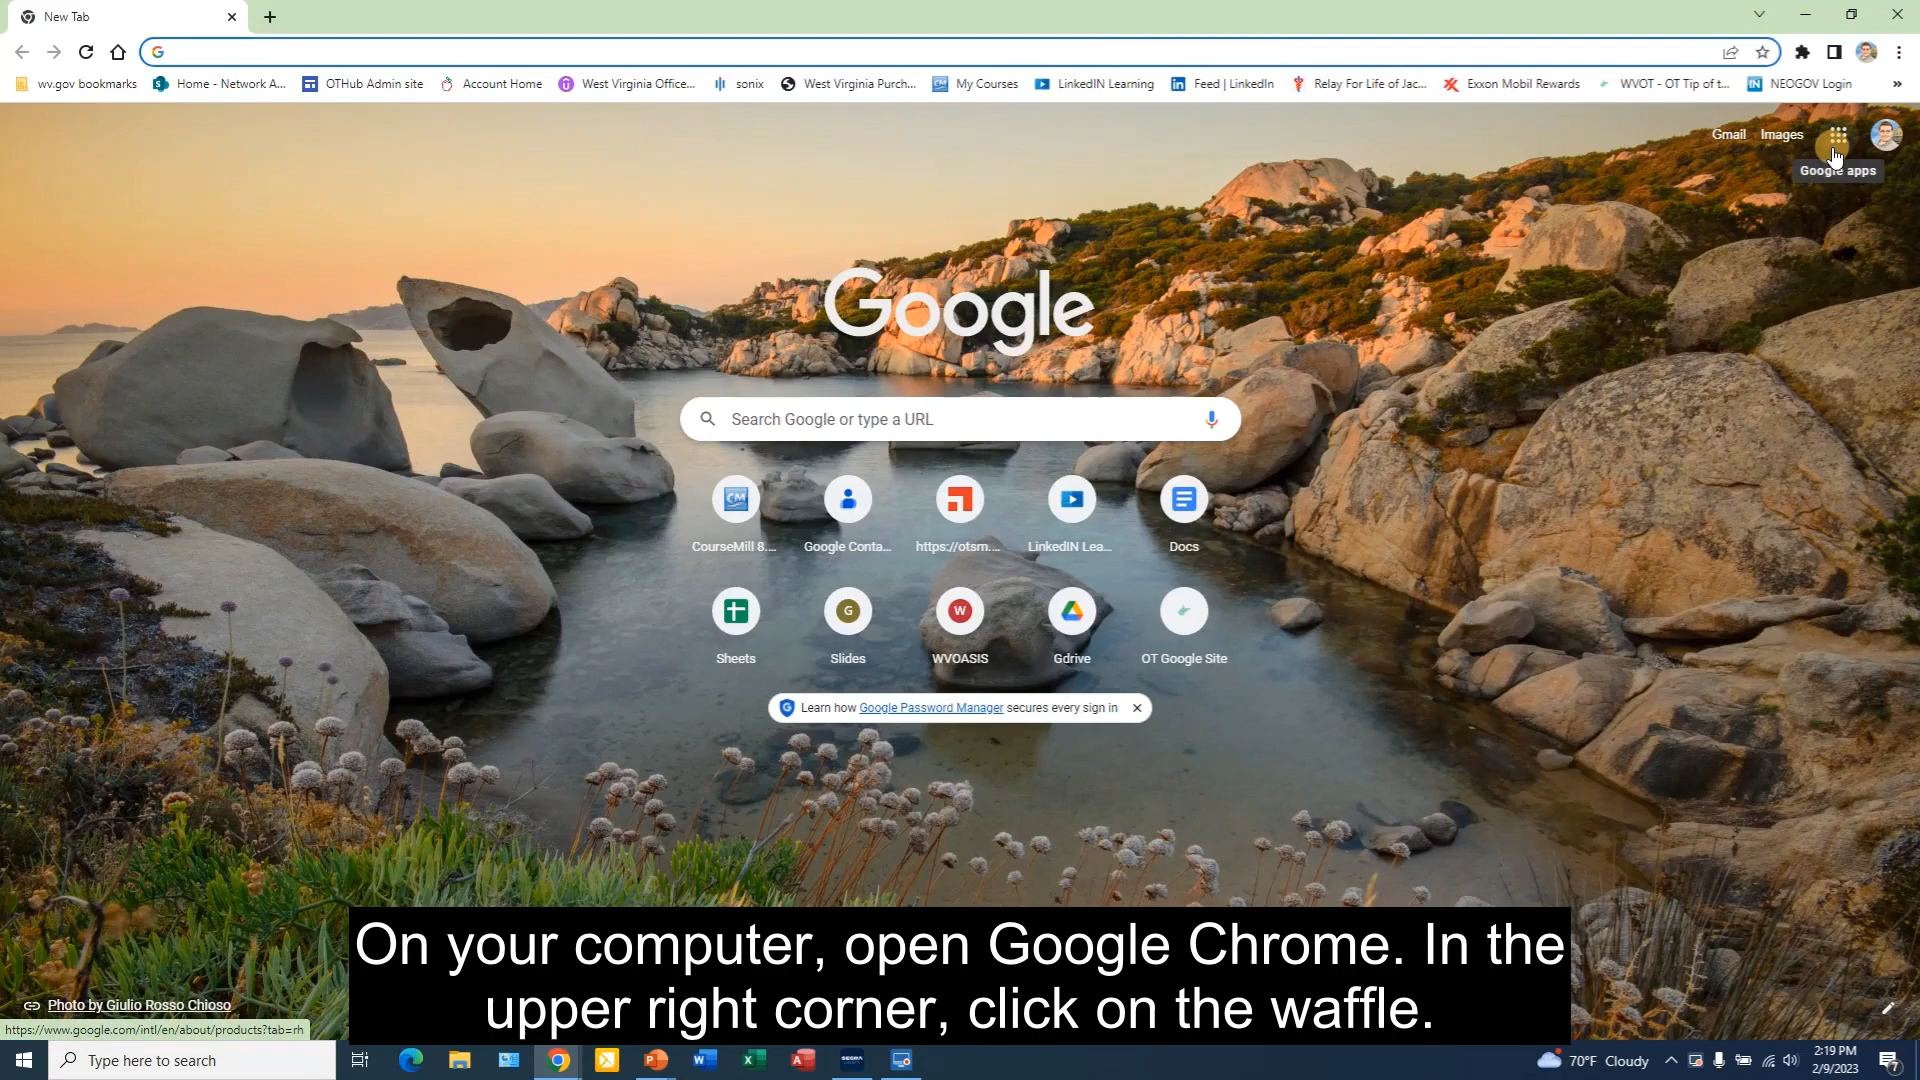 New Tab
wv.gov bookmarks
Home - Network A...
OTHub Admin site
Account Home
West Virginia Office...
sonix
West Virginia Purch...
My Courses
LinkedIN Learning
Feed | LinkedIn
Relay For Life of Jac...
Exxon Mobil Rewards
WVOT - OT Tip of t...
NEOGOV Login
»
Gmail
Images
Google apps
Google
Search Google or type a URL
CM
CourseMill 8....
Google Conta...
https://otsm....
LinkedIN Lea...
Docs
G
W
Sheets
Slides
WVOASIS
Gdrive
OT Google Site
Learn how Google Password Manager secures every sign in
On your computer, open Google Chrome. In the
upper right corner, click on the waffle.
Photo by Giulio Rosso Chioso
https://www.google.com/intl/en/about/products?tab=rh
Type here to search
70°F Cloudy
2:19 PM
2/9/2023
7